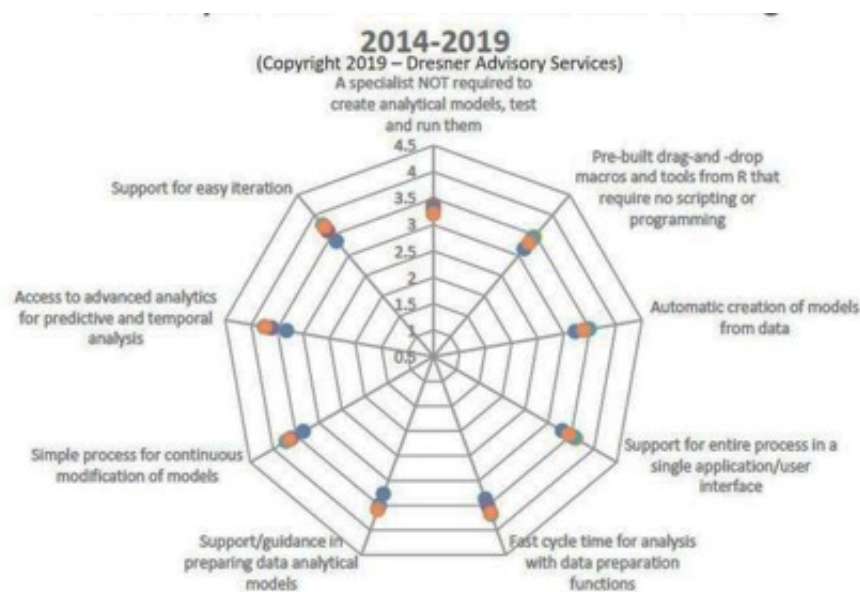 2014-2019
(Copyright 2019 – Dresner Advisory Services)
A specialist NOT required to
create analytical models, test
and run them
4.5
4
3.5
3
2.5
2
1.5
1
0.5
Pre-built drag-and -drop
macros and tools from R that
require no scripting or
programming
Automatic creation of models
from data
Support for entire process in a
single application/user
interface
Fast cycle time for analysis
with data preparation
functions
Support/guidance in
preparing data analytical
models
Simple process for continuous
modification of models
Access to advanced analytics
for predictive and temporal
analysis
Support for easy iteration